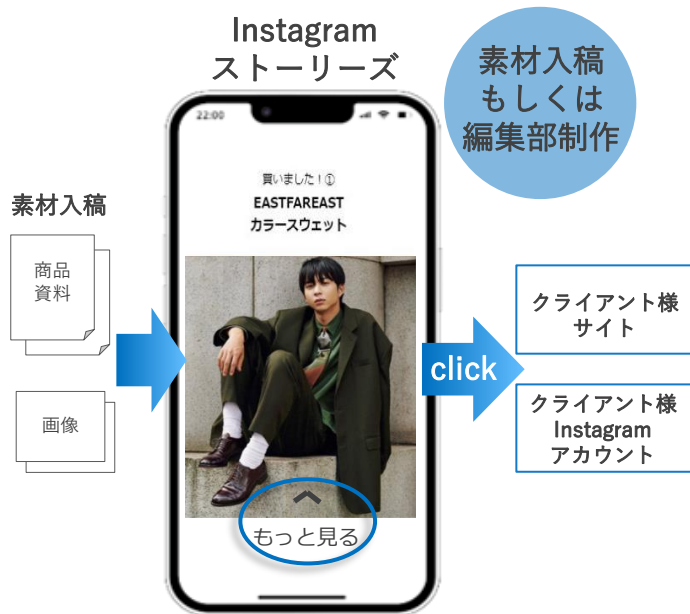 Instagram
ストーリーズ
素材入稿
もしくは
編集部制作
22:00
買いました！①
EASTFAREAST
カラースウェット
素材入稿
商品
資料
画像
click
もっと見る
クライアント様
サイト
クライアント様
Instagram
アカウント